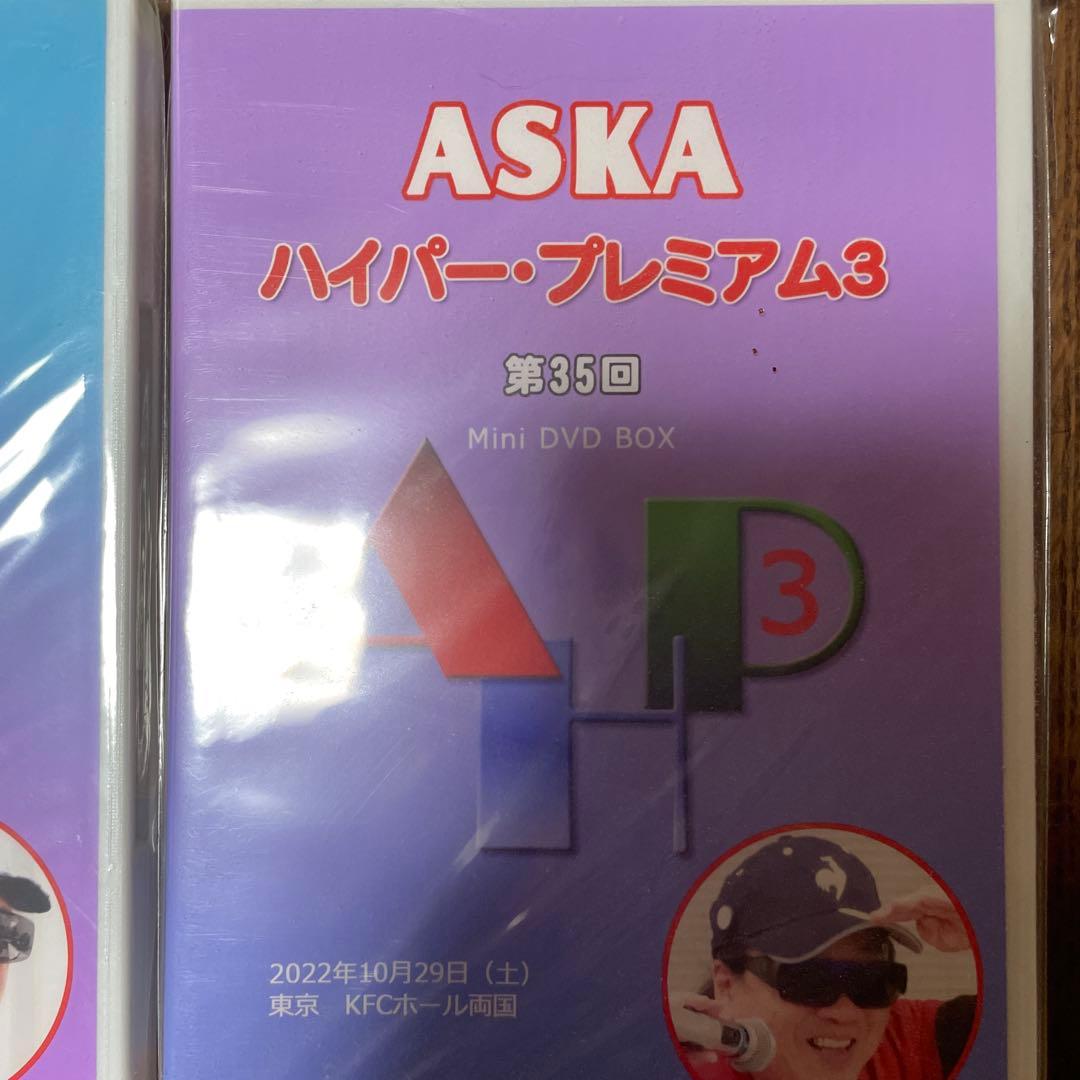 ASKA
ハイパー・プレミアム3
第35回
Mini DVD BOX
AHP
3
2022年10月29日（土）
東京　KFCホール両国